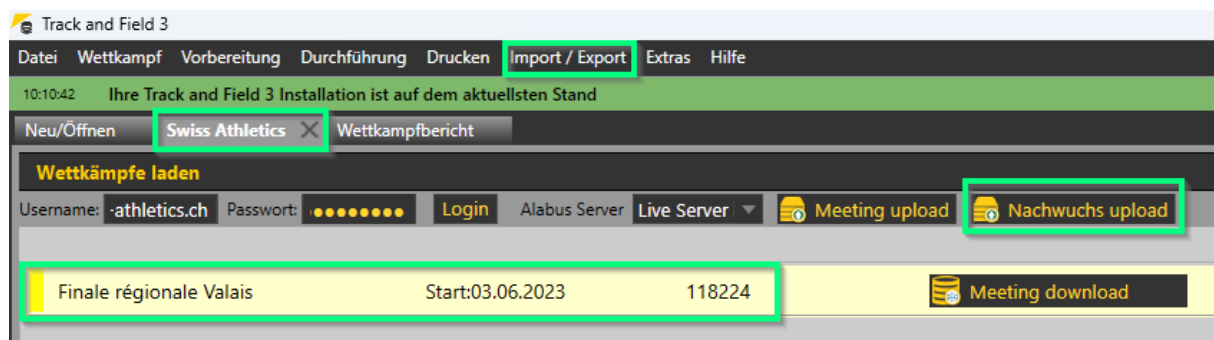 Track and Field 3
Datei Wettkampf Vorbereitung Durchführung Drucken Import / Export Extras Hilfe
10:10:42 Ihre Track and Field 3 Installation ist auf dem aktuellsten Stand
Neu/Öffnen Swiss Athletics Wettkampfbericht
Wettkämpfe laden
Username: -athletics.ch Passwort: Login Alabus Server Live Server Meeting upload Nachwuchs upload
Finale régionale Valais Start:03.06.2023 118224 Meeting download